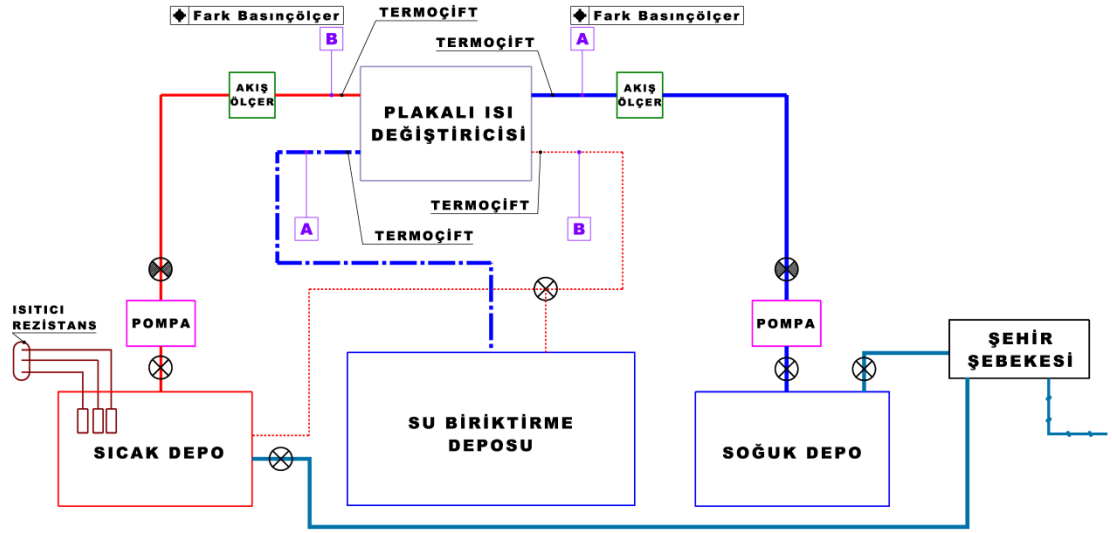 Fark Basınçölçer
TERMOÇİFT
Fark Basınçölçer
B
TERMOÇİFT
A
AKIŞ
ÖLÇER
PLAKALI ISI
DEĞİŞTİRİCİSİ
AKIŞ
ÖLÇER
TERMOÇİFT
A
TERMOÇİFT
B
ISITICI
REZİSTANS
POMPA
POMPA
ŞEHİR
ŞEBEKESİ
SICAK DEPO
SU BİRİKTİRME
DEPOSU
SOĞUK DEPO